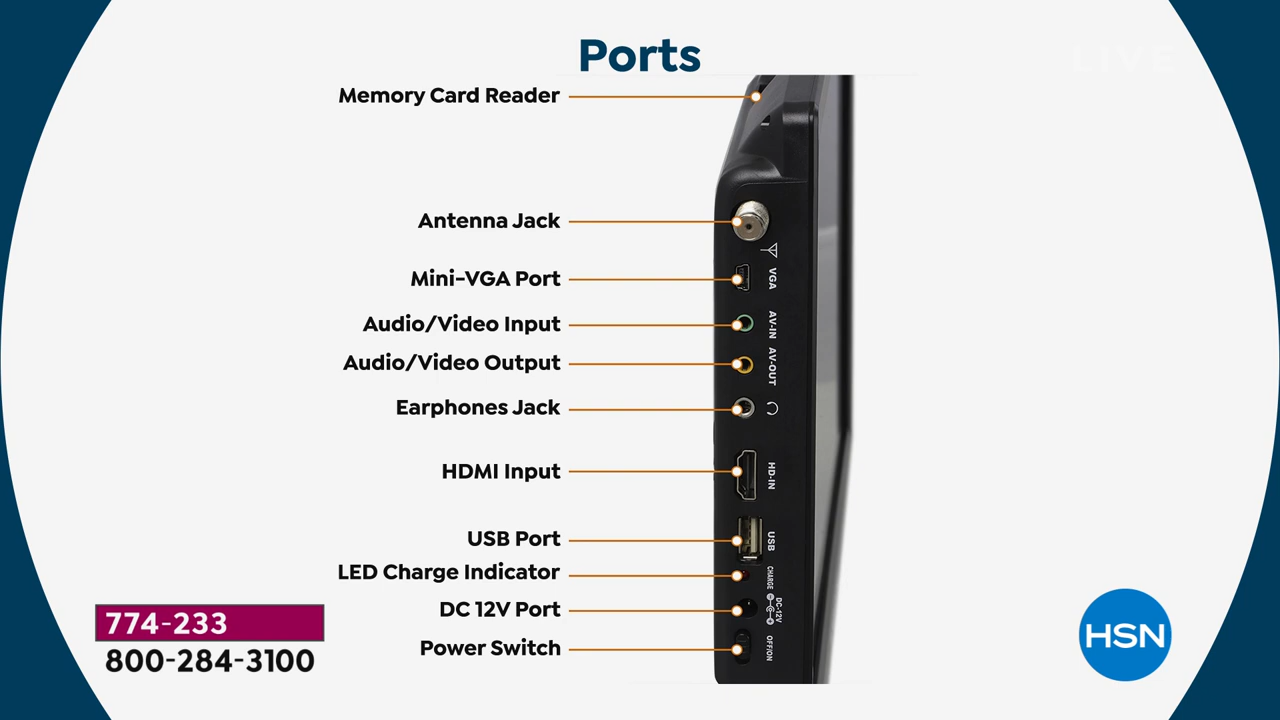 Ports
LIVE
Memory Card Reader
Antenna Jack
Mini-VGA Port
VGA
Audio/Video Input
AV-IN
Audio/Video Output
AV-OUT
Earphones Jack
HDMI Input
HD-IN
USB Port
USB
LED Charge Indicator
CHARGE
DC 12V Port
DC-12V
Power Switch
OFF/ON
774-233
800-284-3100
HSN